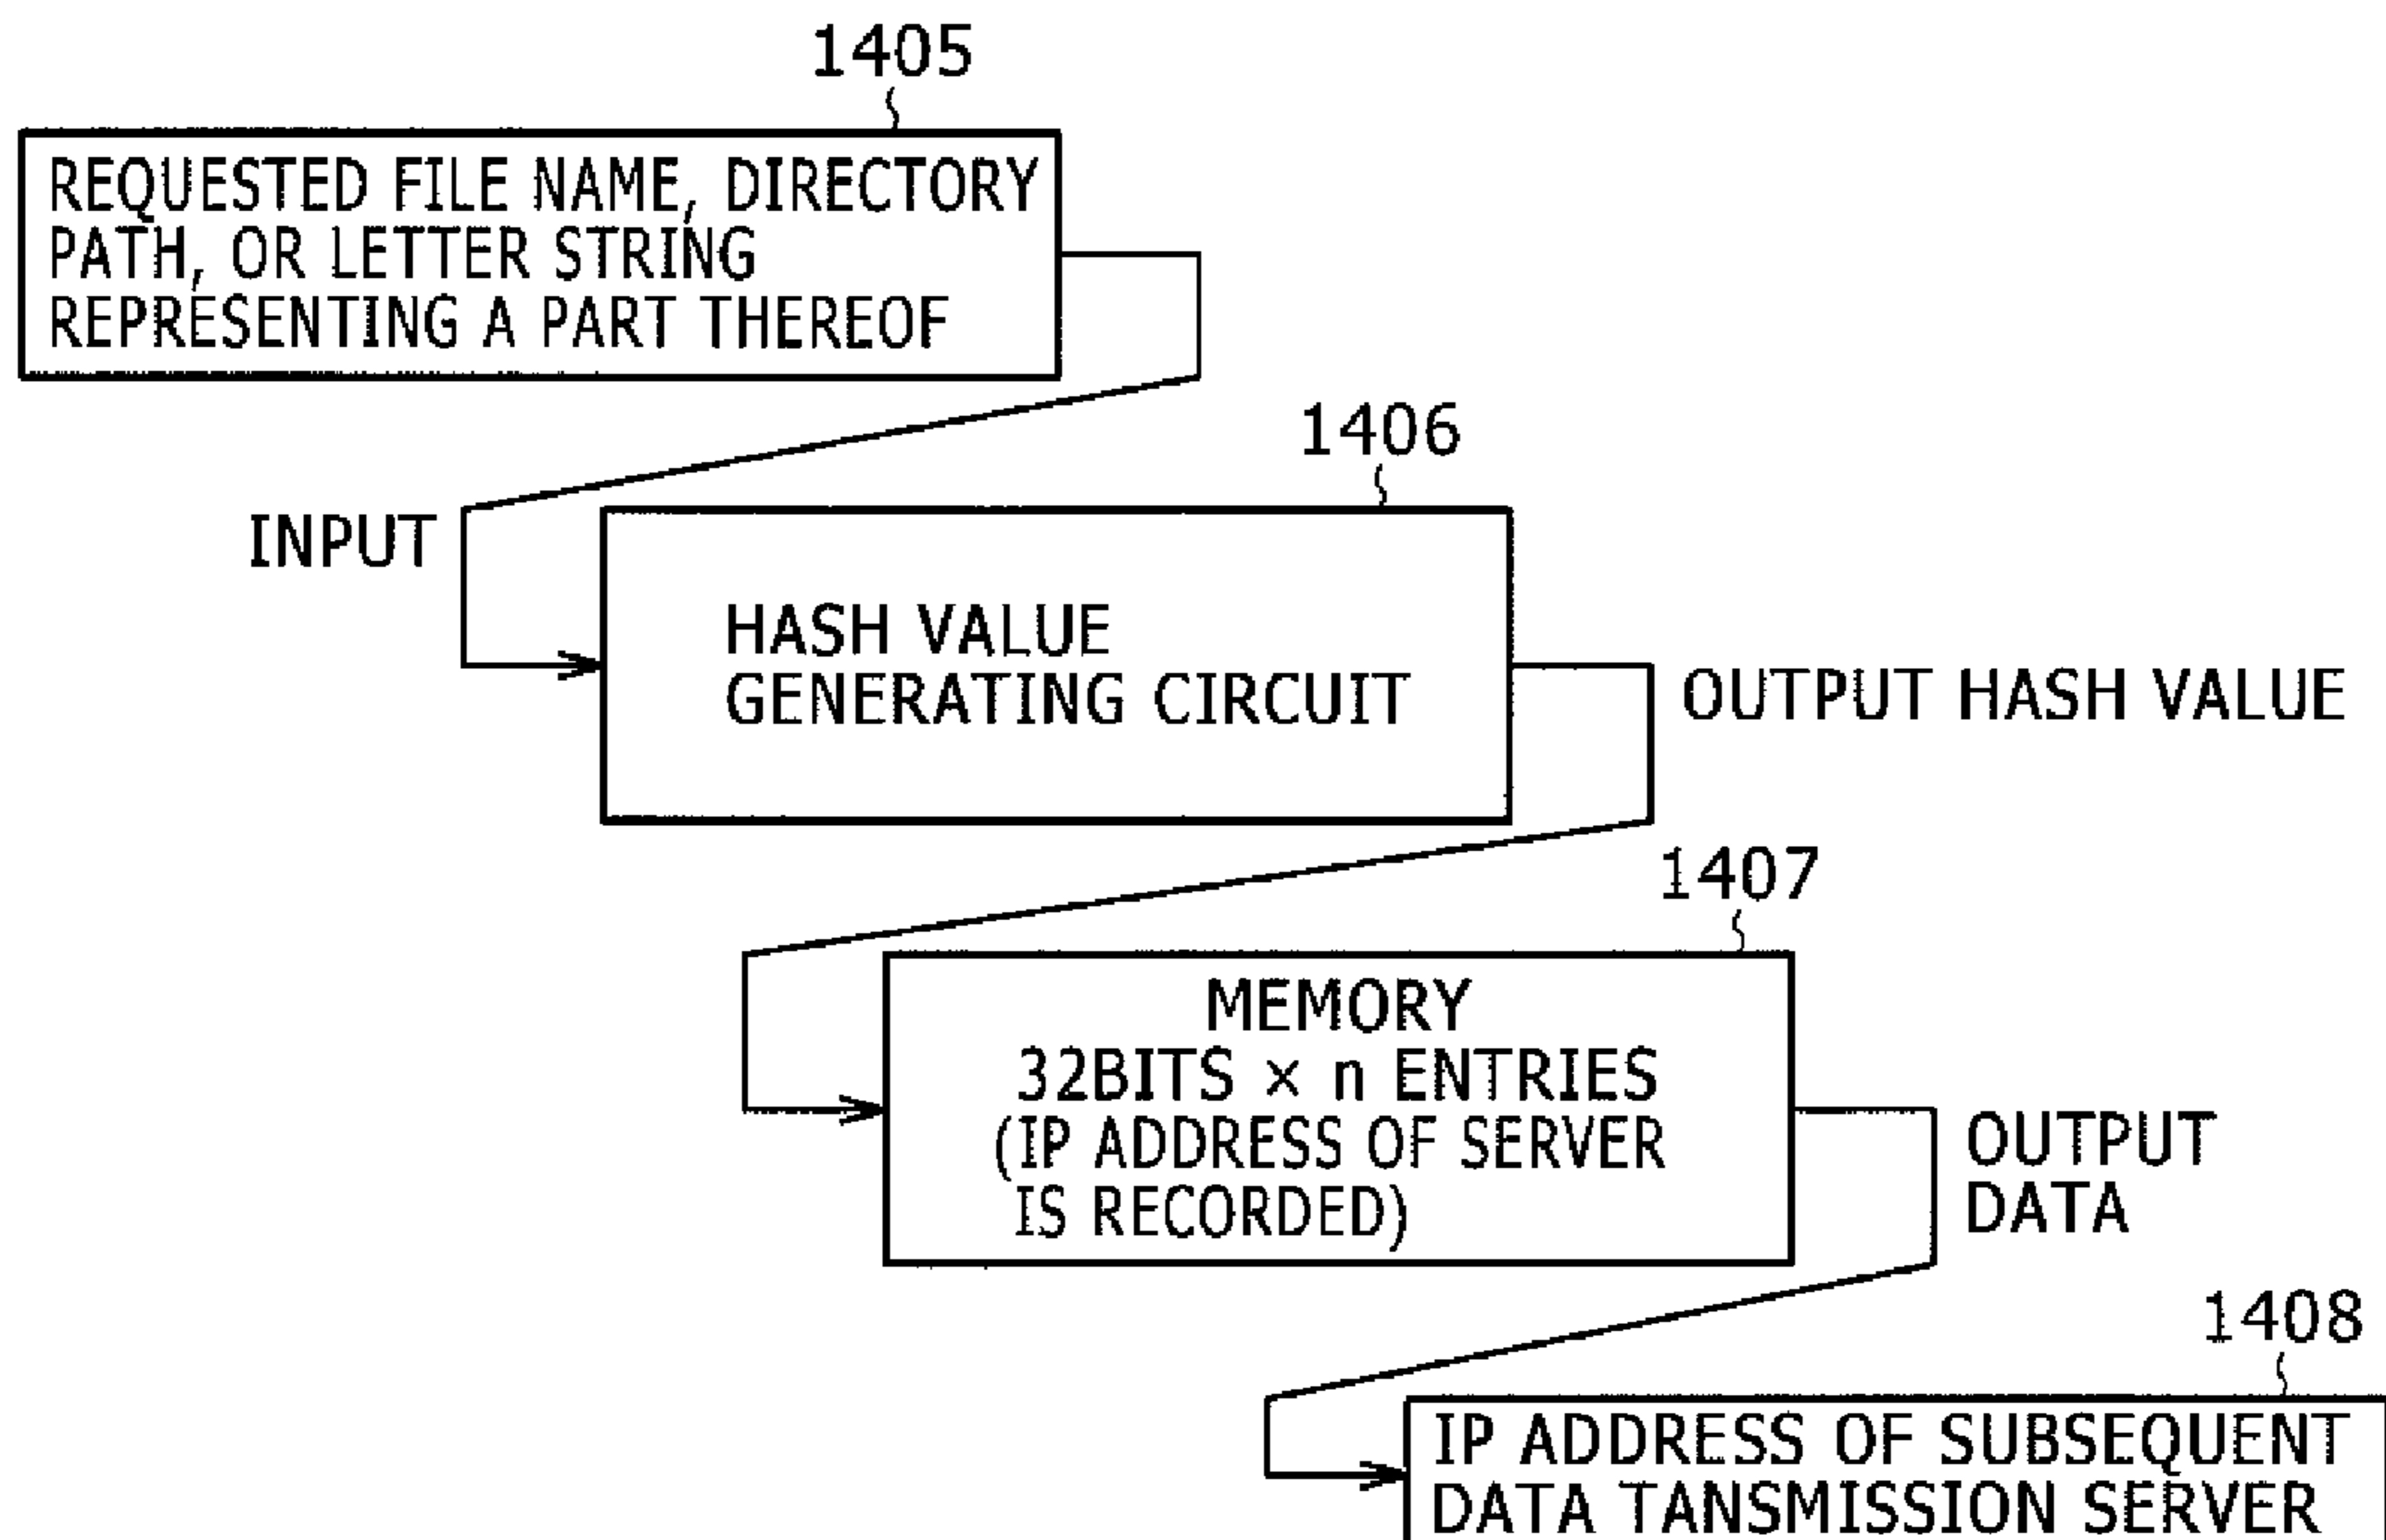 1405
REQUESTED FILE NAME, DIRECTORY
PATH, OR LETTER STRING
REPRESENTING A PART THEREOF
1406
INPUT
HASH VALUE
GENERATING CIRCUIT
OUTPUT HASH VALUE
1407
MEMORY
32BITS × n ENTRIES
(IP ADDRESS OF SERVER
IS RECORDED)
OUTPUT
DATA
1408
IP ADDRESS OF SUBSEQUENT
DATA TANSMISSION SERVER